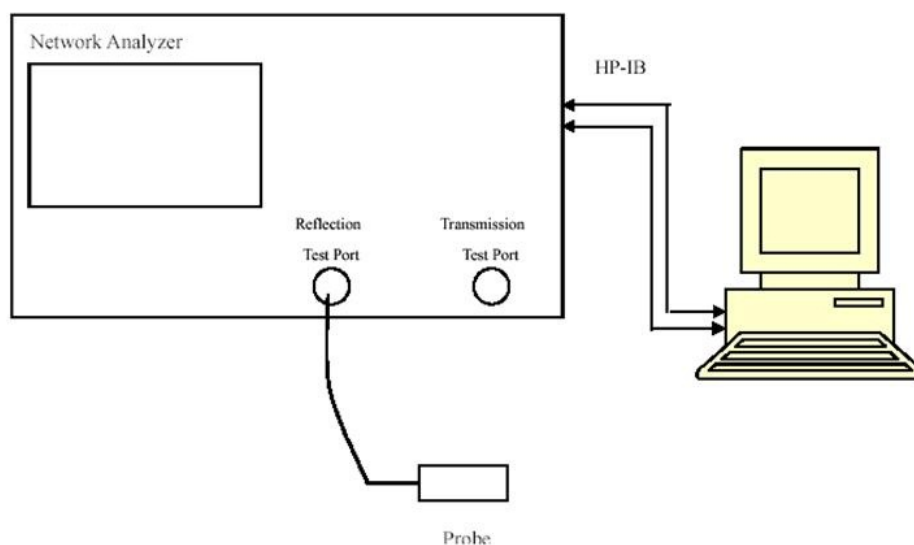 Network Analyzer
HP-IB
Reflection
Test Port
Transmission
Test Port
Probe